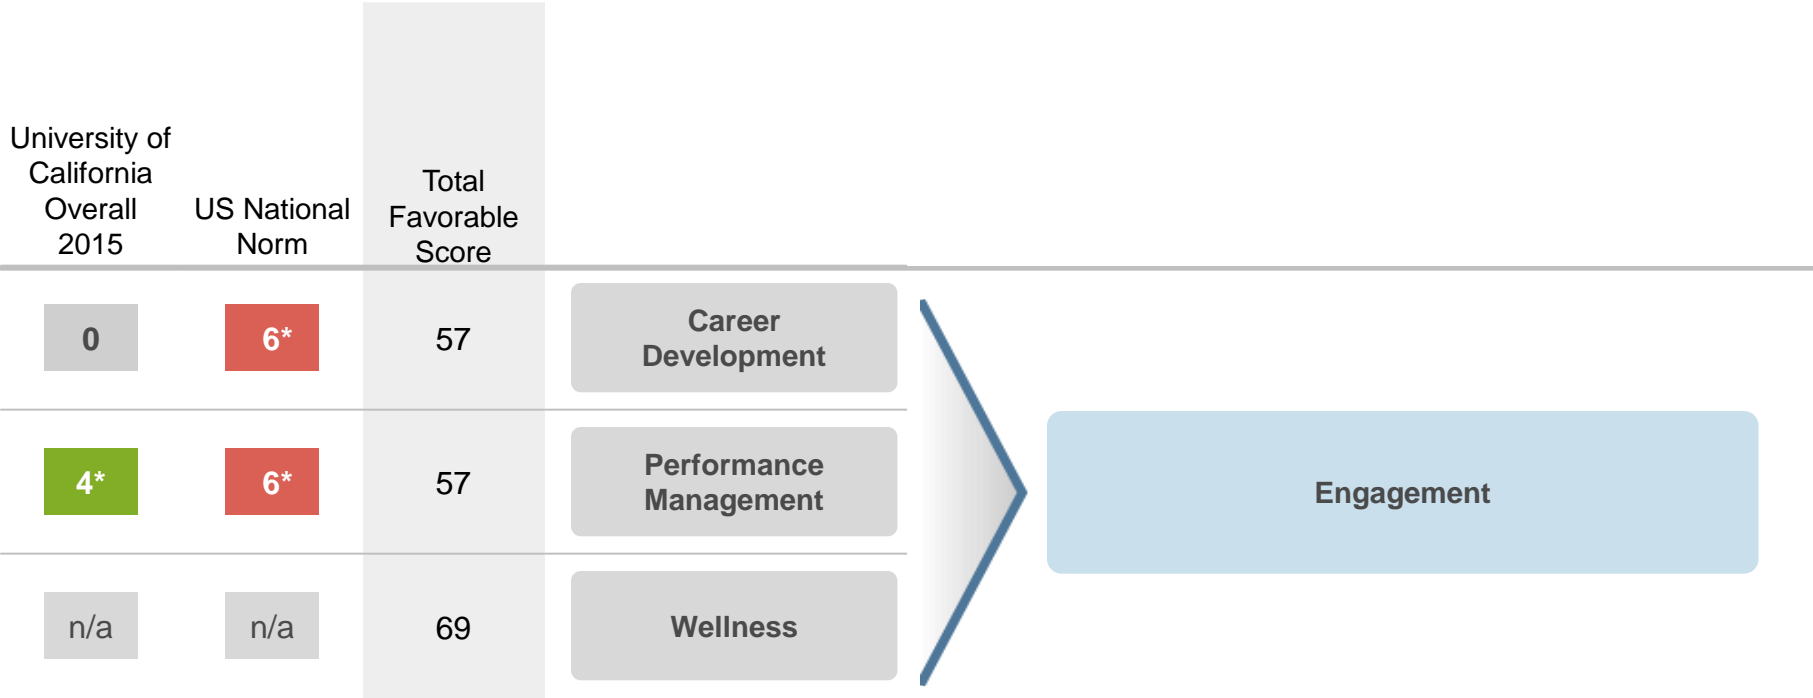 University of
California
Overall
2015
US National
Norm
Total
Favorable
Score
0
6*
57
Career
Development
4*
6*
57
Performance
Management
n/a
n/a
69
Wellness
Engagement